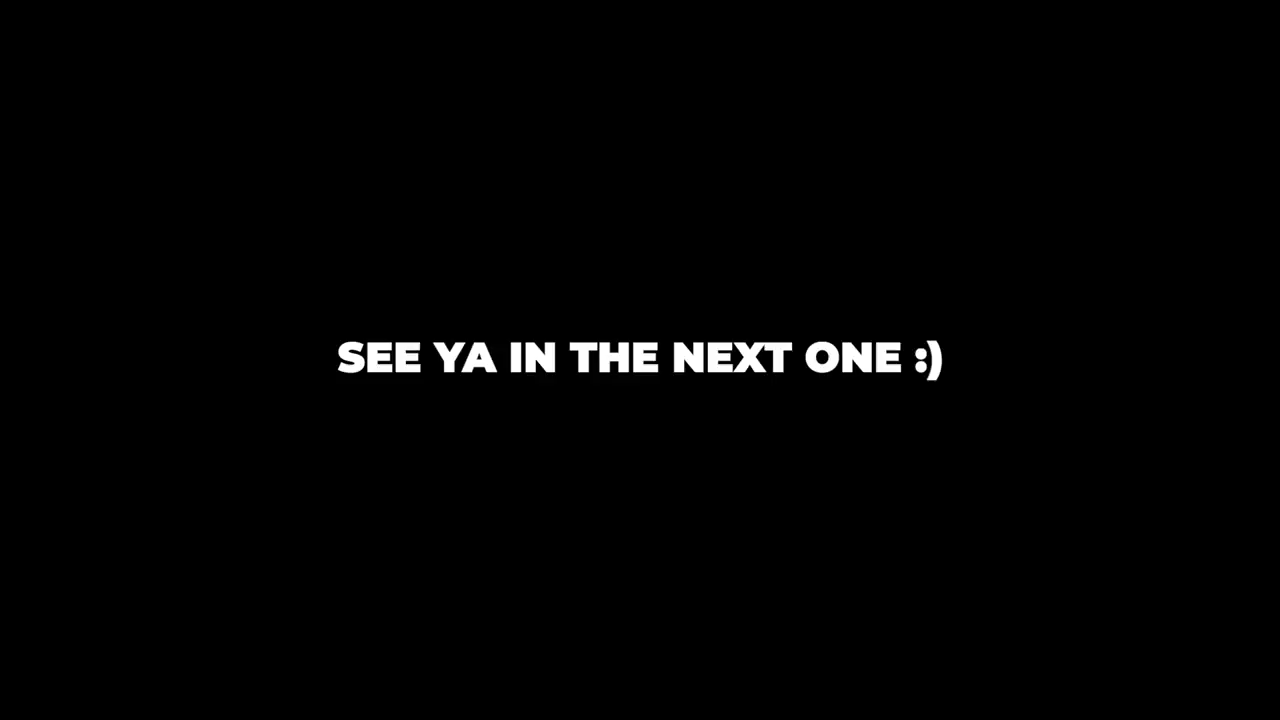 SEE YA IN THE NEXT ONE :)